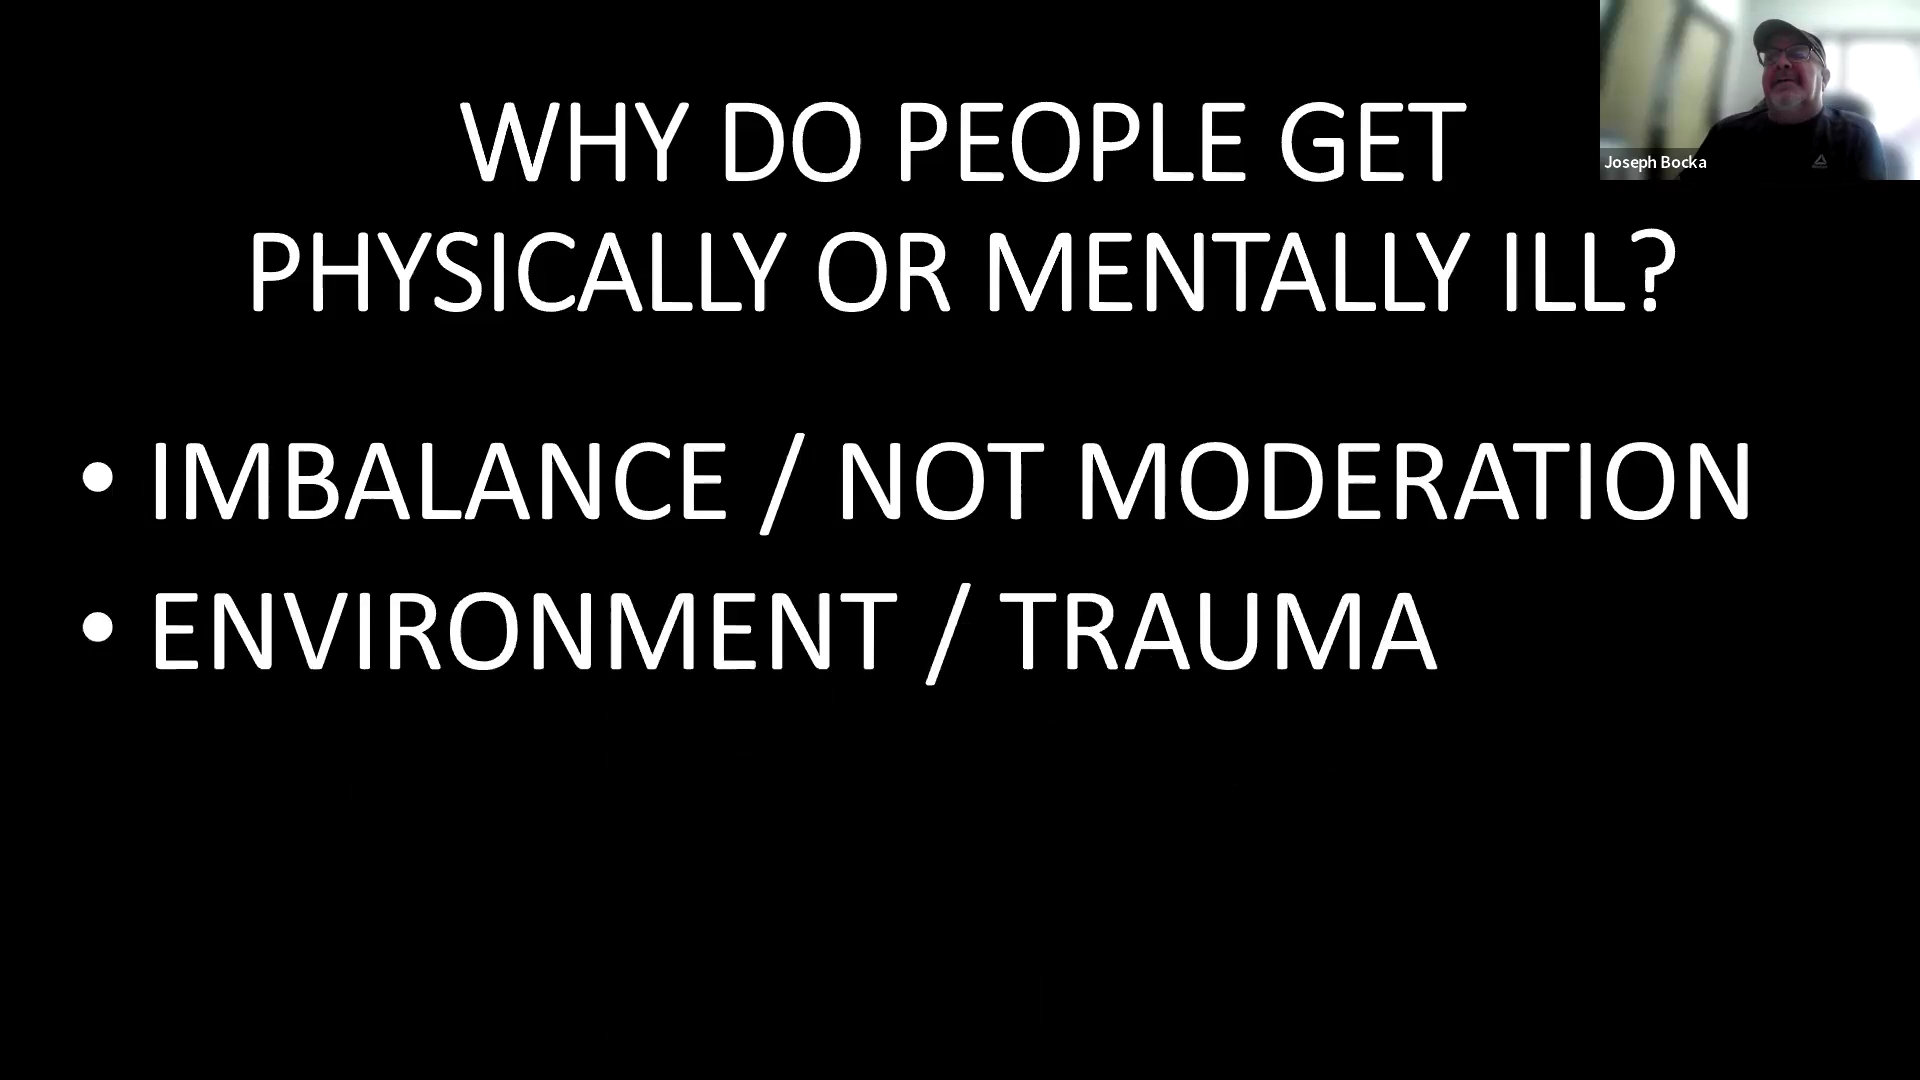 WHY DO PEOPLE GET
PHYSICALLY OR MENTALLY ILL?
• IMBALANCE / NOT MODERATION
• ENVIRONMENT / TRAUMA
Joseph Bocka